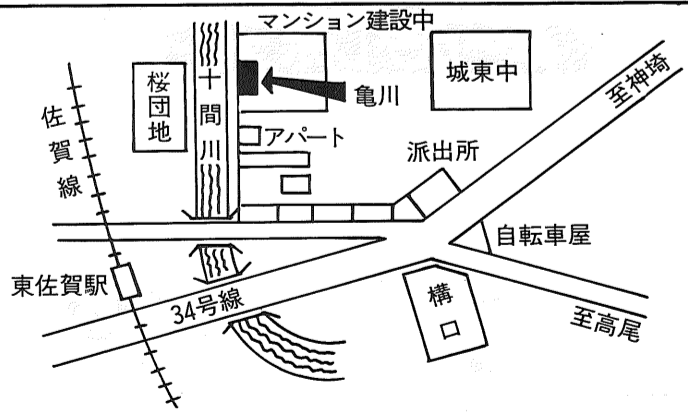 マンション建設中
城東中
至神埼
桜団地
十間川
亀川
佐賀線
アパート
派出所
自転車屋
東佐賀駅
34号線
構口
至高尾